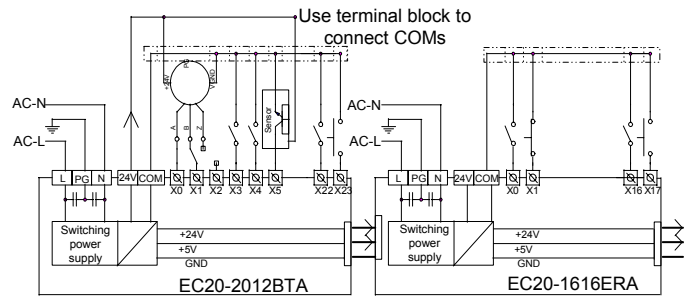 Use terminal block to
connect COMs
+24V
PG
GND
A
B
Z
Sensor
AC-N
AC-L
AC-N
AC-L
L PG N 24V COM X0 X1 X2 X3 X4 X5 X22 X23
L PG N 24V COM X0 X1 X16 X17
Switching
power
supply
+24V
+5V
GND
EC20-2012BTA
Switching
power
supply
+24V
+5V
GND
EC20-1616ERA